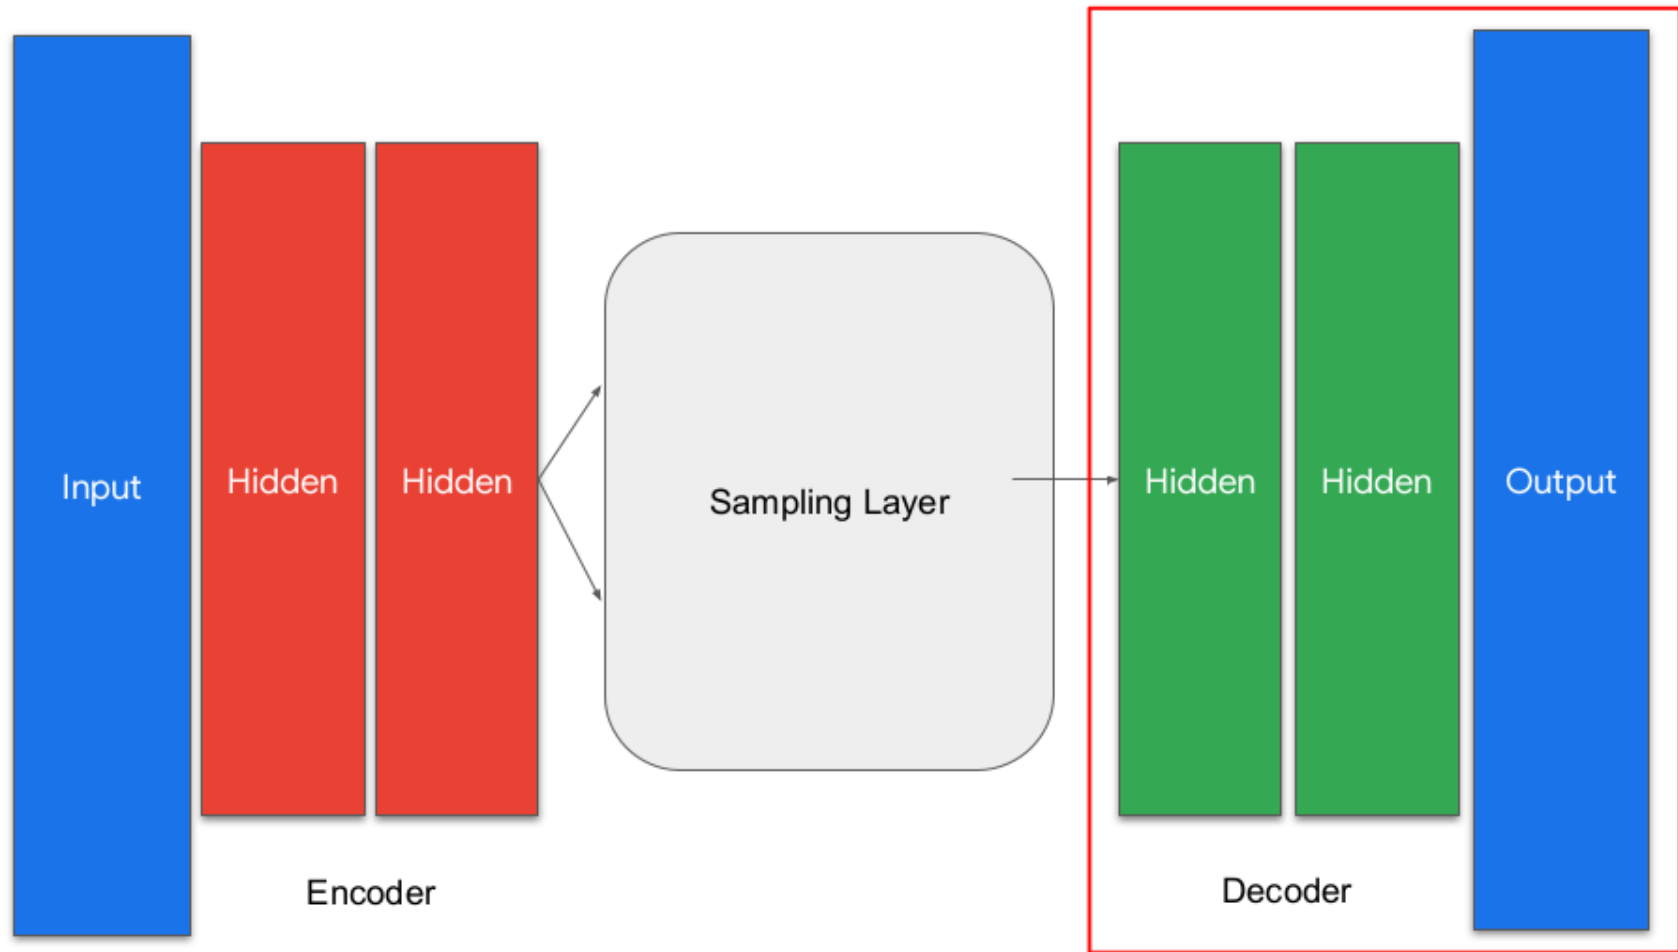 Input
Hidden
Hidden
Sampling Layer
Hidden
Hidden
Output
Encoder
Decoder